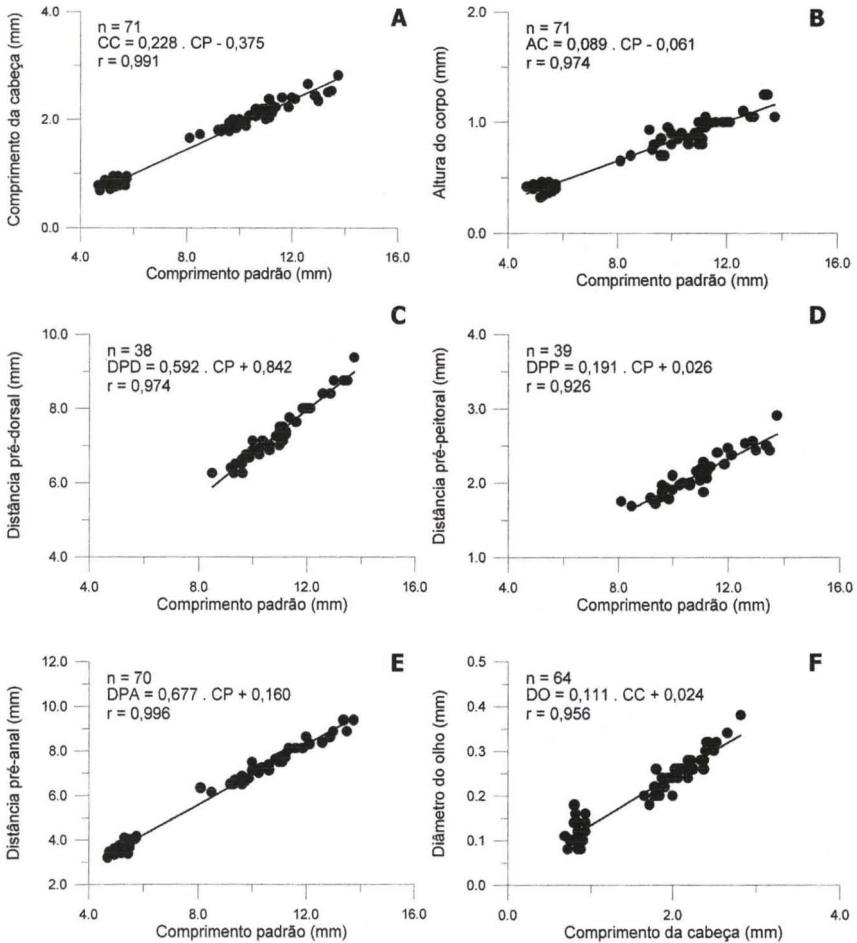 A
n = 71
CC = 0,228 . CP - 0,375
r = 0,991
Comprimento da cabeça (mm)
4.0
2.0
0.0
4.0 8.0 12.0 16.0
Comprimento padrão (mm)
B
n = 71
AC = 0,089 . CP - 0,061
r = 0,974
Altura do corpo (mm)
2.0
1.0
0.0
4.0 8.0 12.0 16.0
Comprimento padrão (mm)
C
n = 38
DPD = 0,592 . CP + 0,842
r = 0,974
Distância pré-dorsal (mm)
10.0
8.0
6.0
4.0
4.0 8.0 12.0 16.0
Comprimento padrão (mm)
D
n = 39
DPP = 0,191 . CP + 0,026
r = 0,926
Distância pré-peitoral (mm)
4.0
3.0
2.0
1.0
4.0 8.0 12.0 16.0
Comprimento padrão (mm)
E
n = 70
DPA = 0,677 . CP + 0,160
r = 0,996
Distância pré-anal (mm)
12.0
10.0
8.0
6.0
4.0
2.0
4.0 8.0 12.0 16.0
Comprimento padrão (mm)
F
n = 64
DO = 0,111 . CC + 0,024
r = 0,956
Diâmetro do olho (mm)
0.5
0.4
0.3
0.2
0.1
0.0
0.0 2.0 4.0
Comprimento da cabeça (mm)